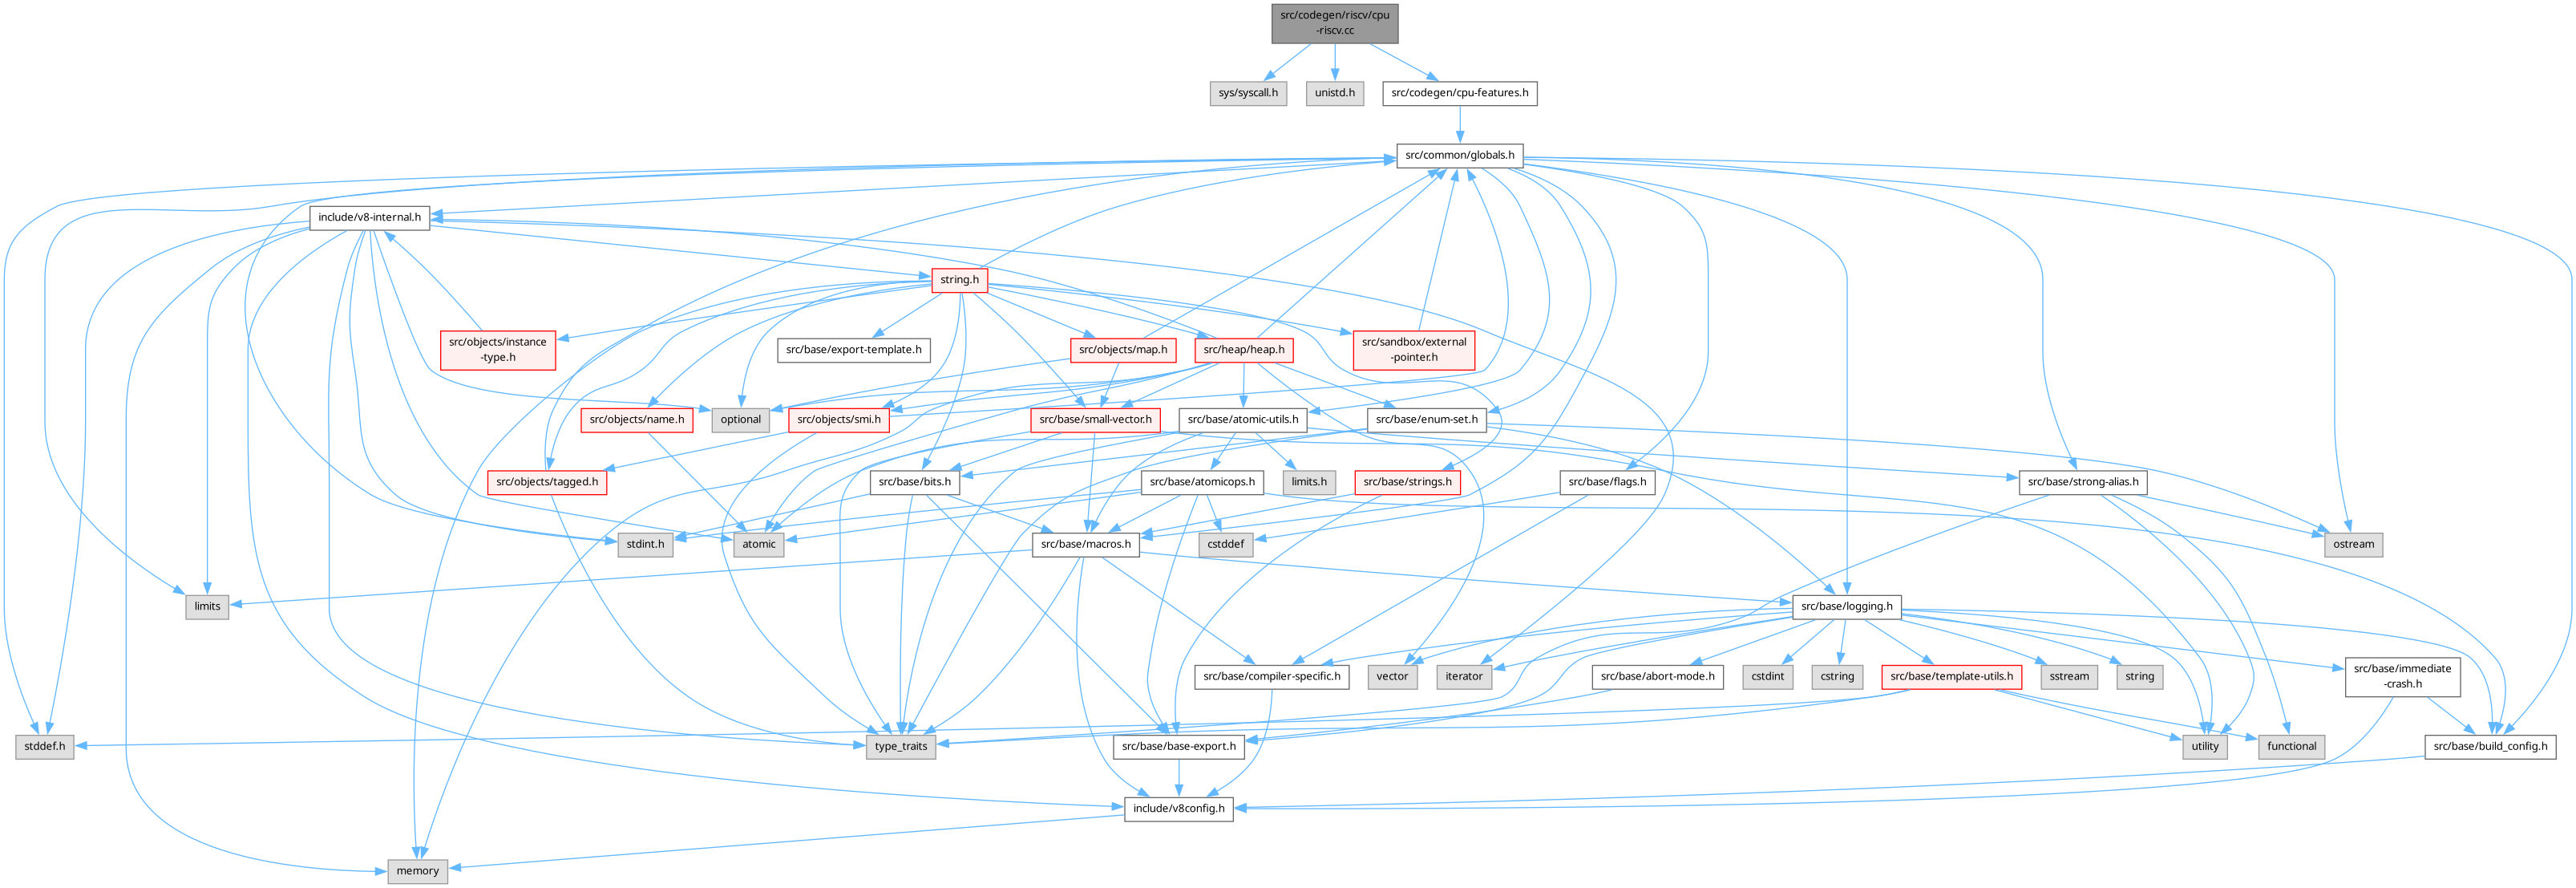 src/codegen/riscv/cpu
-riscv.cc
sys/syscall.h
unistd.h
src/codegen/cpu-features.h
src/common/globals.h
include/v8-internal.h
string.h
src/objects/instance
-type.h
src/base/export-template.h
src/objects/map.h
src/heap/heap.h
src/sandbox/external
-pointer.h
src/objects/name.h
optional
src/objects/smi.h
src/base/small-vector.h
src/base/atomic-utils.h
src/base/enum-set.h
src/objects/tagged.h
src/base/bits.h
src/base/atomicops.h
limits.h
src/base/strings.h
src/base/flags.h
src/base/strong-alias.h
stdint.h
atomic
src/base/macros.h
cstddef
ostream
limits
src/base/logging.h
src/base/compiler-specific.h
vector
iterator
src/base/abort-mode.h
cstdint
cstring
src/base/template-utils.h
sstream
string
src/base/immediate
-crash.h
stddef.h
type_traits
src/base/base-export.h
utility
functional
src/base/build_config.h
include/v8config.h
memory